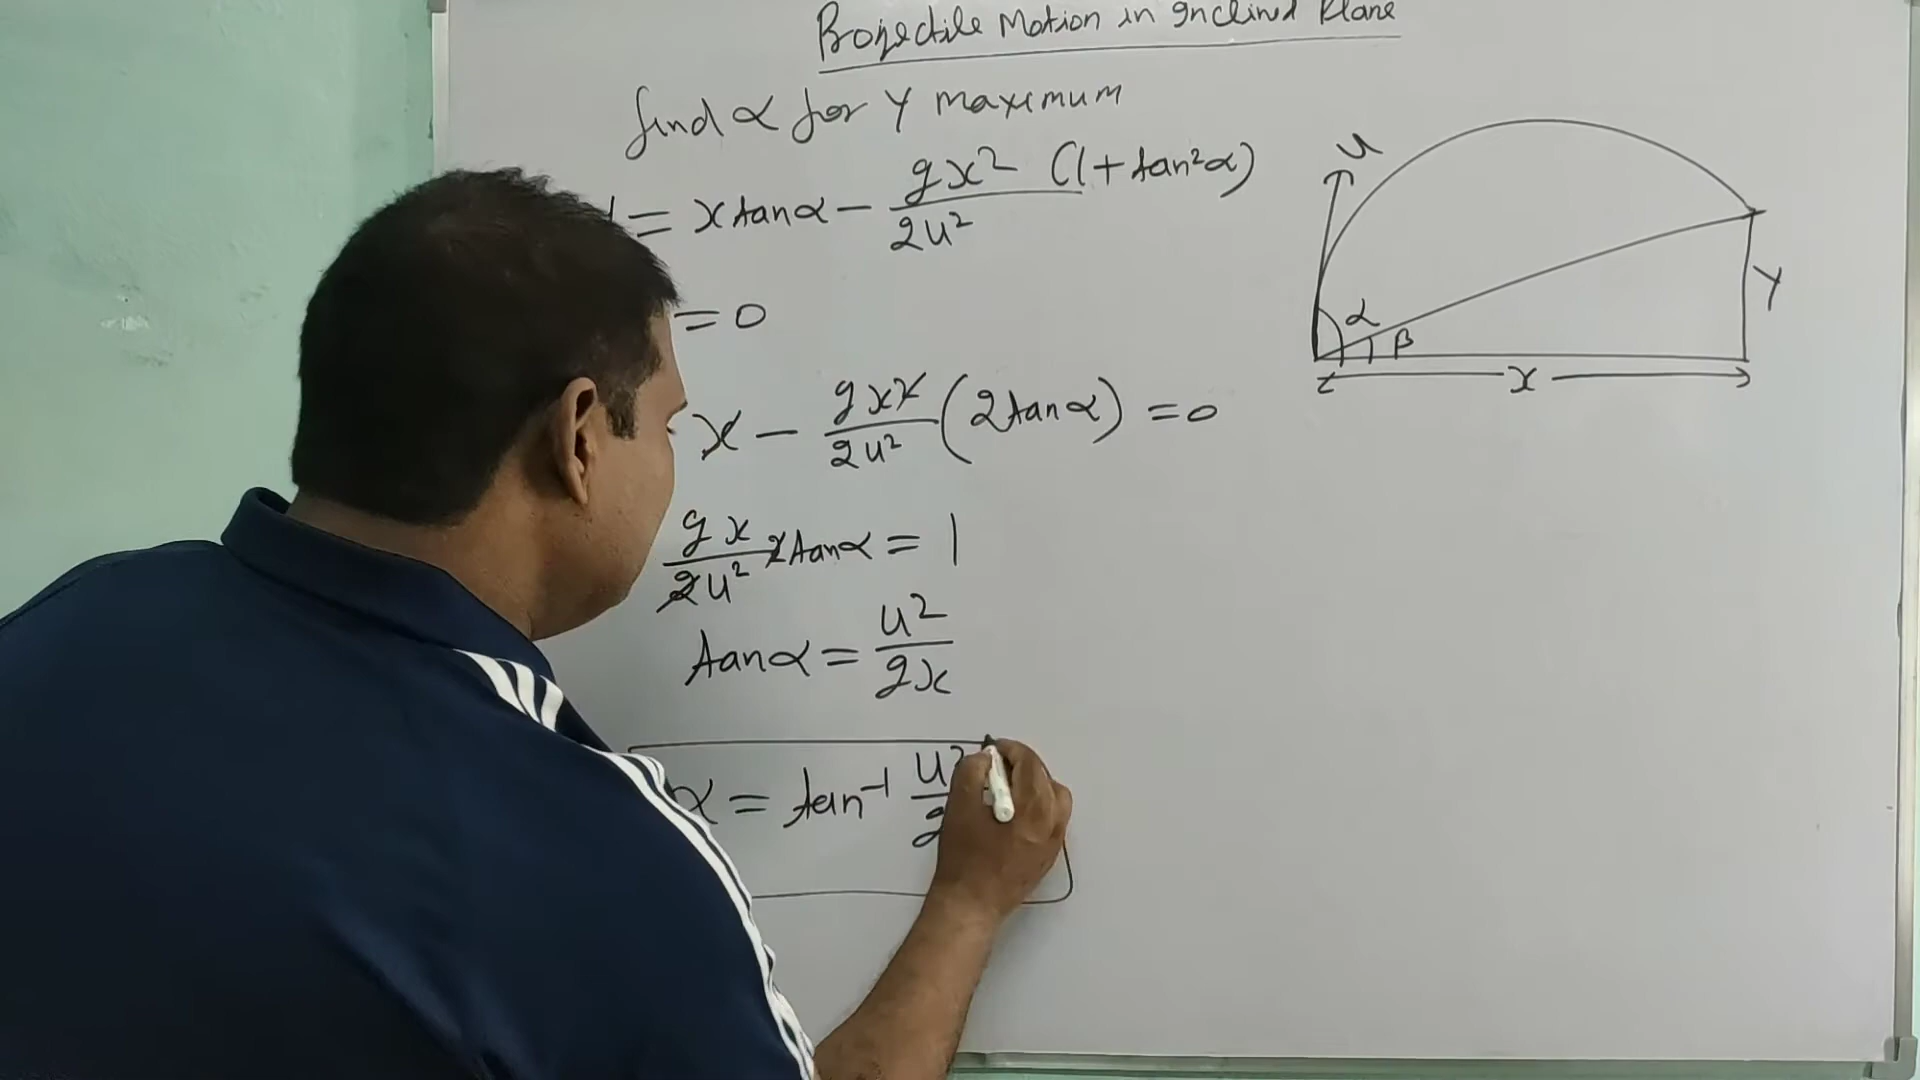 Projectile Motion in Inclined Plane
find α for Y maximum
= x tanα − gx²/2u² (1 + tan²α)
= 0
x − gxx/2u² (2tanα) = 0
gx/2u² 2tanα = 1
tanα = u²/gx
α = tan⁻¹ u²
u
α
β
Y
x